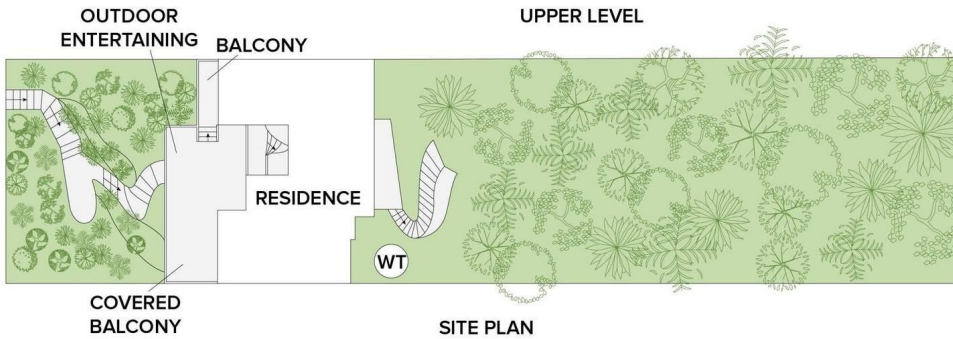 OUTDOOR
ENTERTAINING
BALCONY
UPPER LEVEL
RESIDENCE
WT
COVERED
BALCONY
SITE PLAN